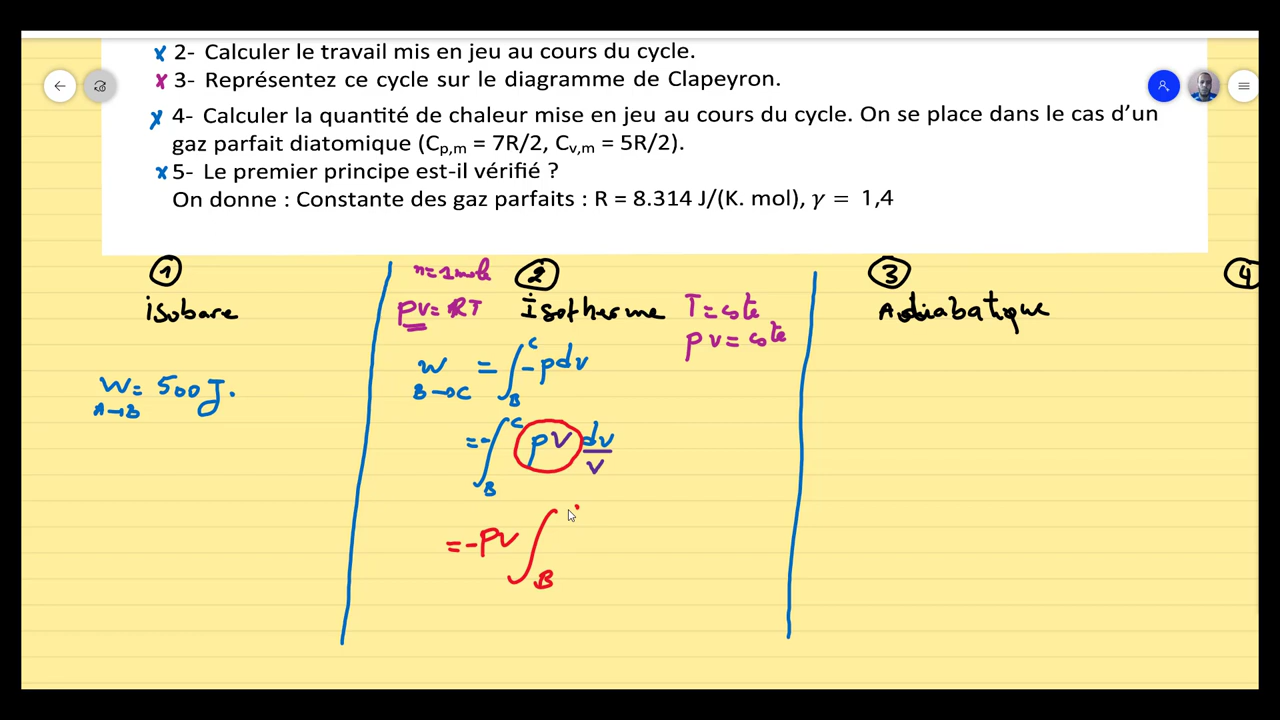 x 2- Calculer le travail mis en jeu au cours du cycle.
x 3- Représentez ce cycle sur le diagramme de Clapeyron.
x 4- Calculer la quantité de chaleur mise en jeu au cours du cycle. On se place dans le cas d’un
gaz parfait diatomique (Cp,m = 7R/2, Cv,m = 5R/2).
x 5- Le premier principe est-il vérifié ?
On donne : Constante des gaz parfaits : R = 8.314 J/(K. mol), γ = 1,4
①
isobare
W = 500 J.
A→B
n=1 mole
②
pv = RT
Isotherme
T = cste
pv = cste
W = ∫ -pdv
B→C
C
B
= - ∫ pV dv
V
C
B
= -PV ∫
B
③
Adiabatique
④